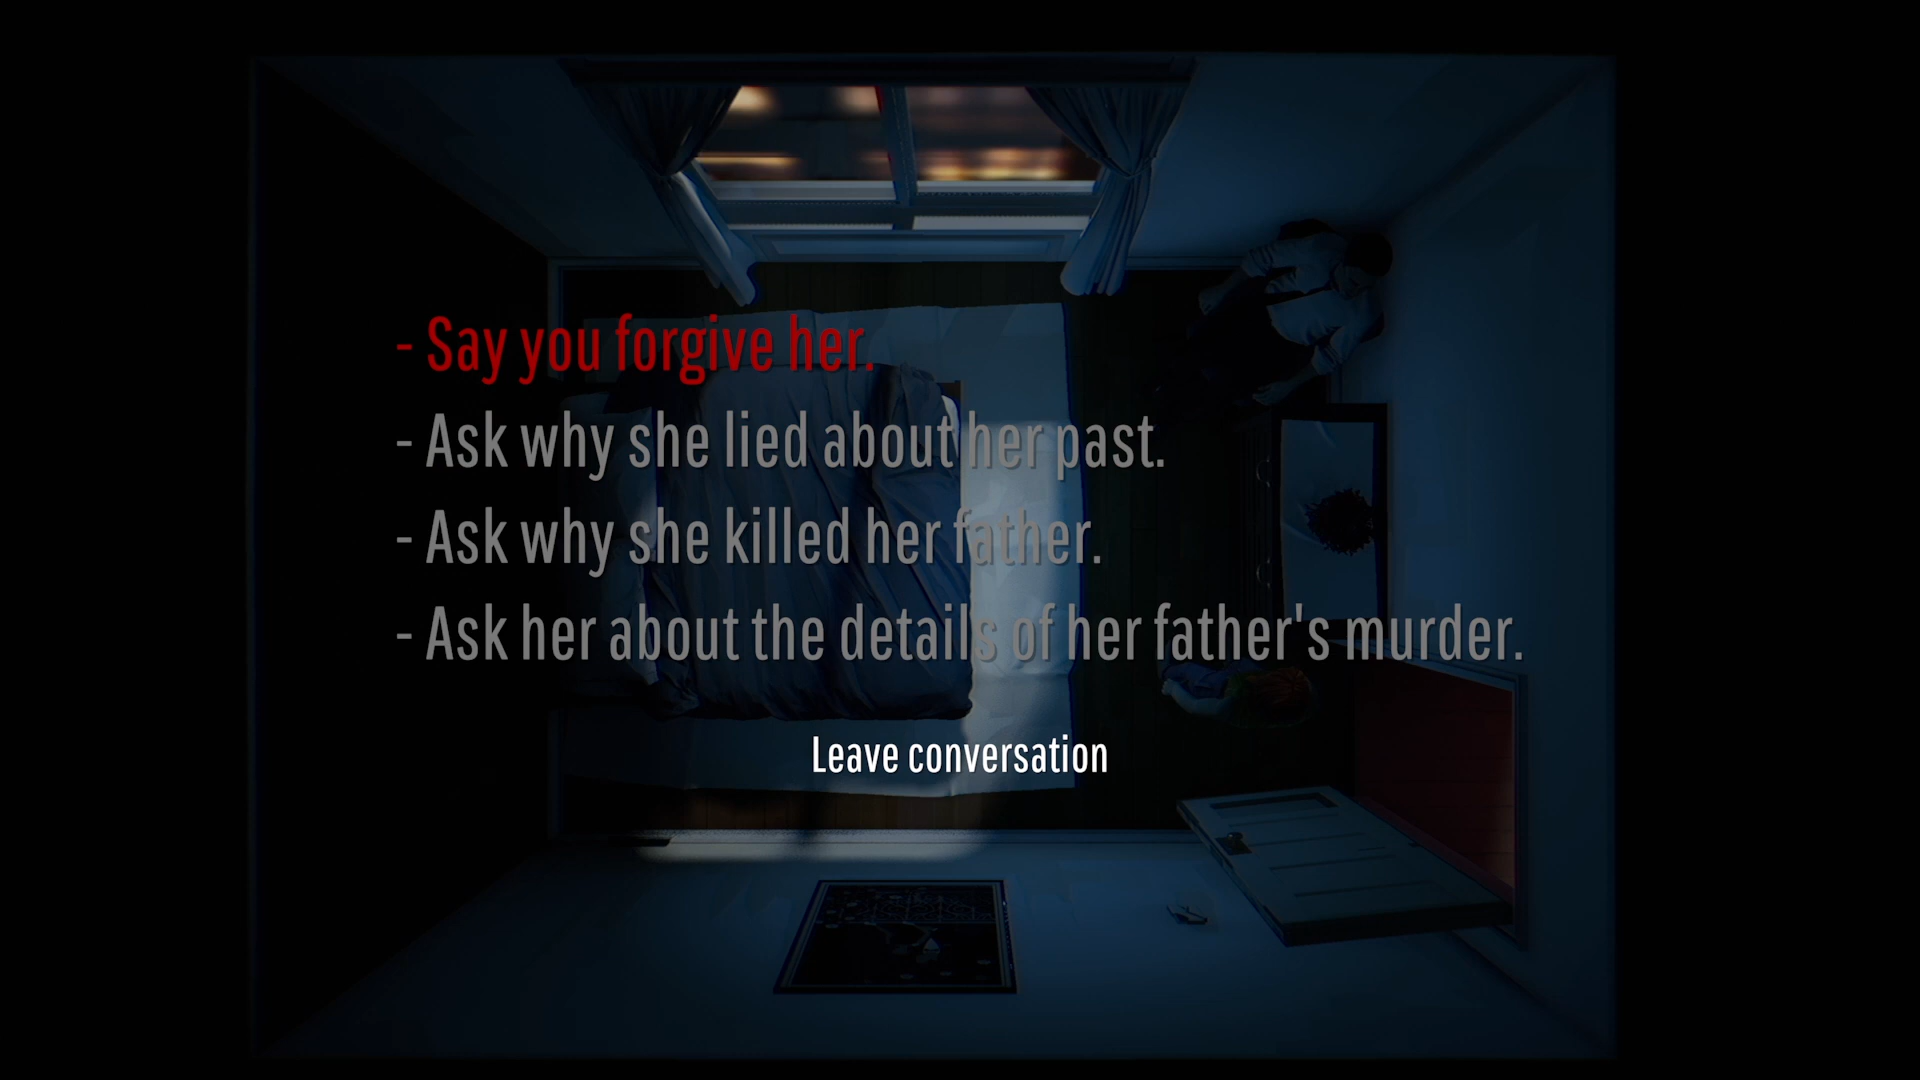 - Say you forgive her.
- Ask why she lied about her past.
- Ask why she killed her father.
- Ask her about the details of her father's murder.
Leave conversation